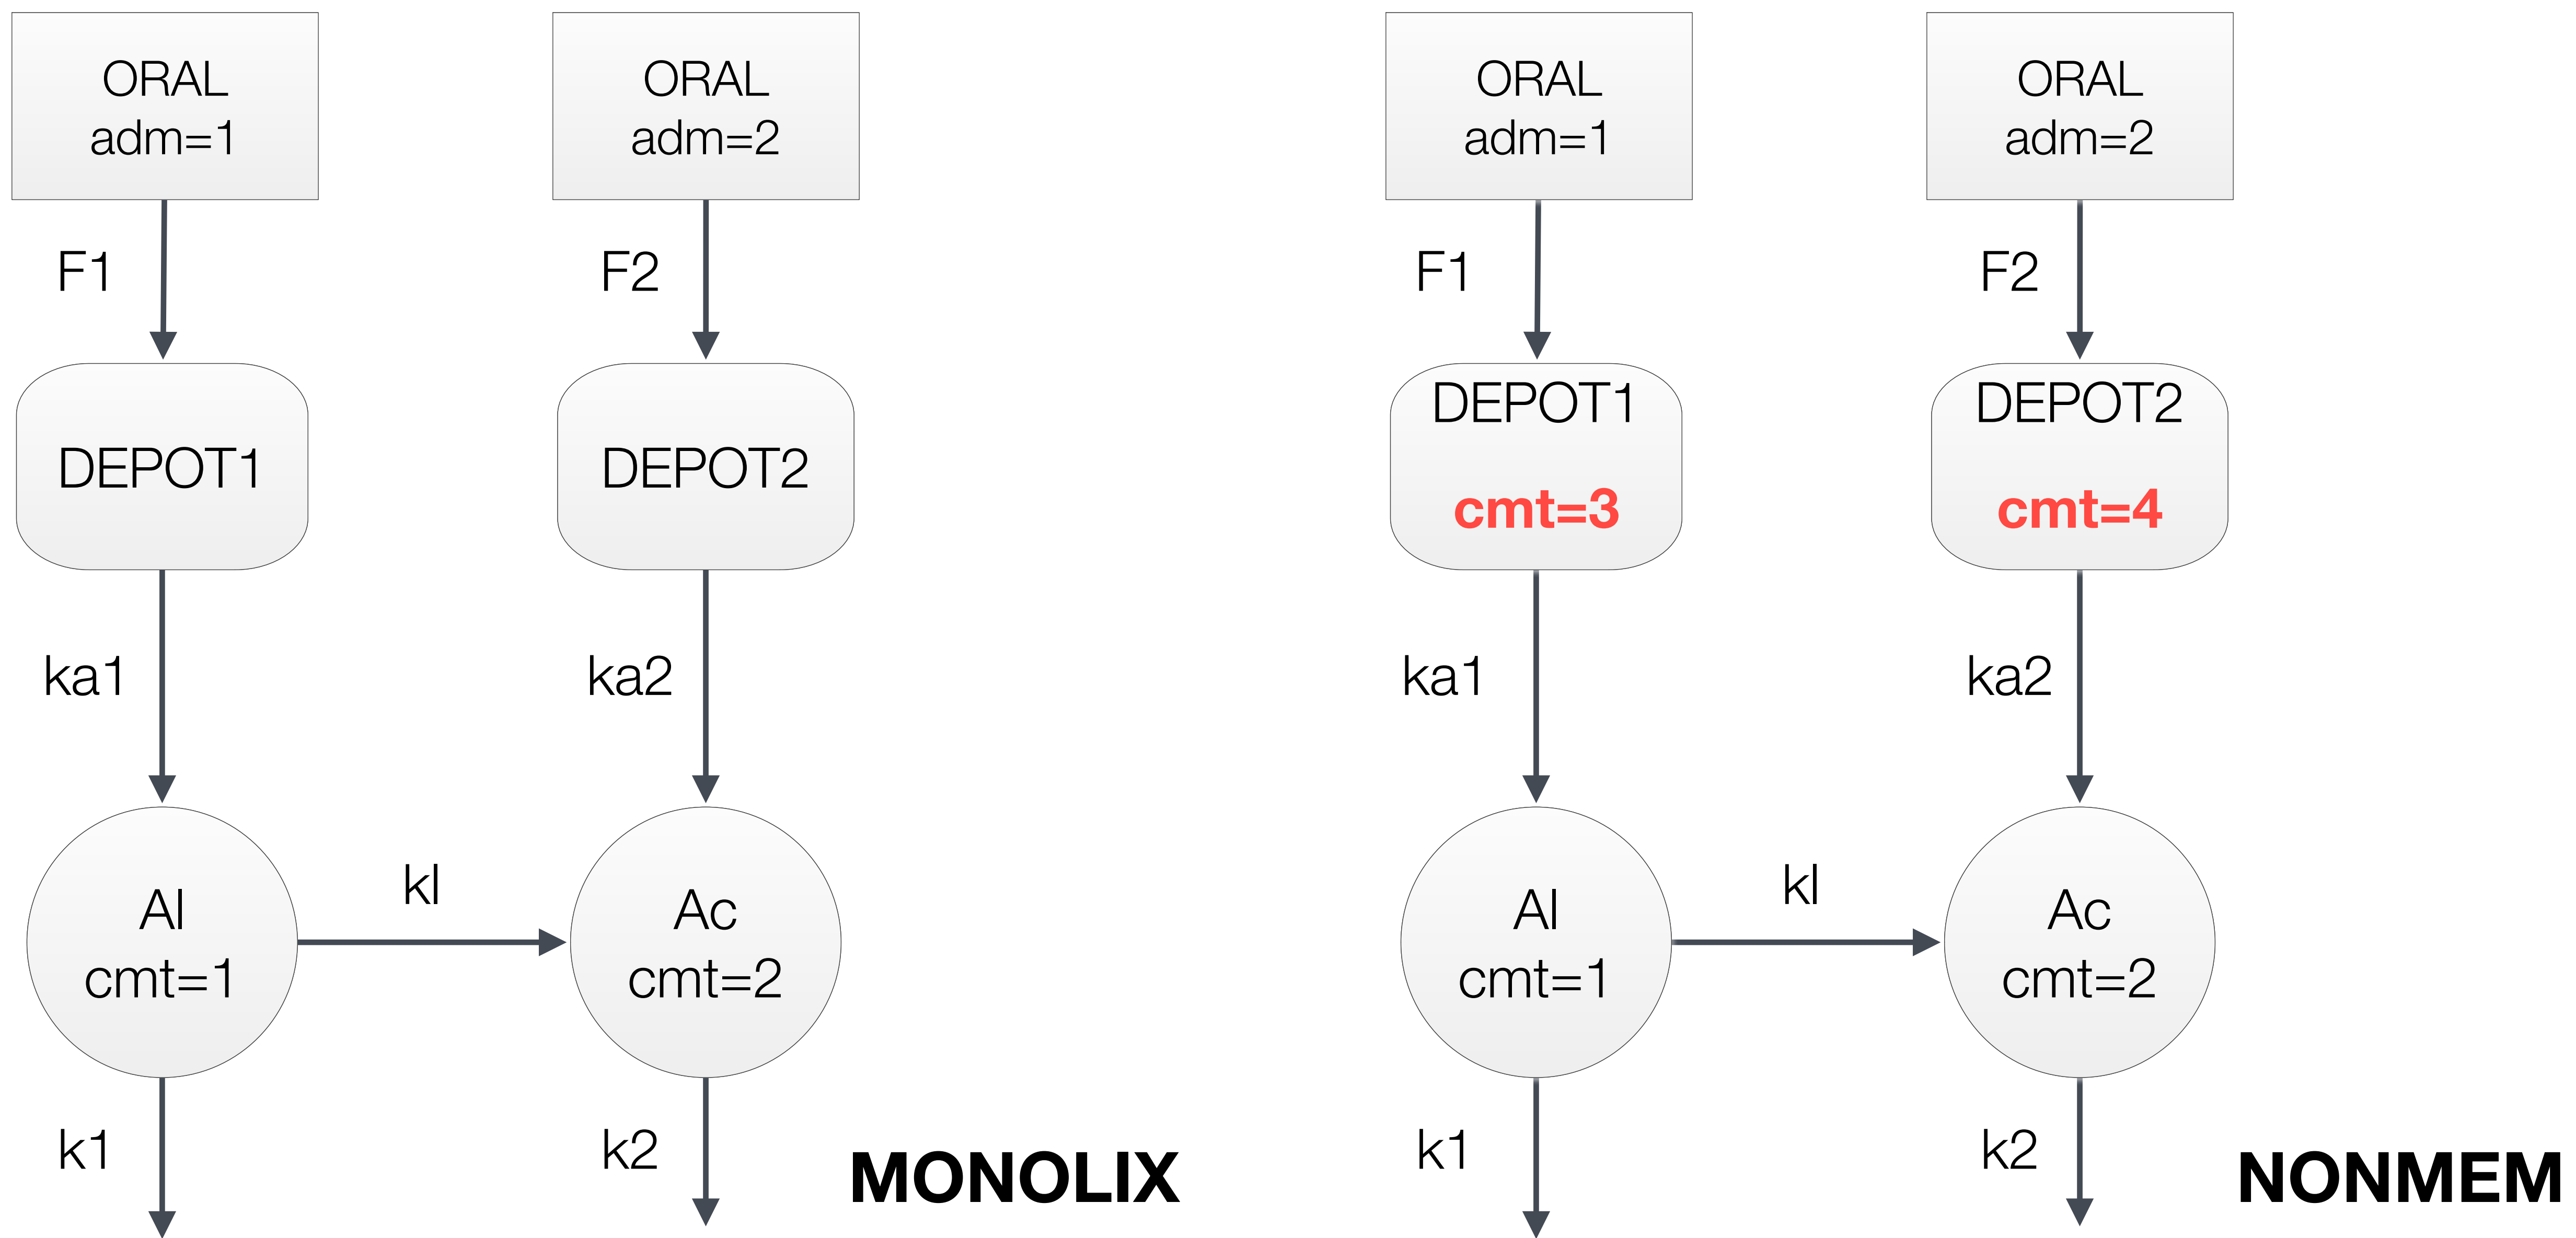 ORAL
adm=1
ORAL
adm=2
F1
F2
DEPOT1
DEPOT2
ka1
ka2
Al
cmt=1
kl
Ac
cmt=2
k1
k2
MONOLIX
ORAL
adm=1
ORAL
adm=2
F1
F2
DEPOT1
cmt=3
DEPOT2
cmt=4
ka1
ka2
Al
cmt=1
kl
Ac
cmt=2
k1
k2
NONMEM